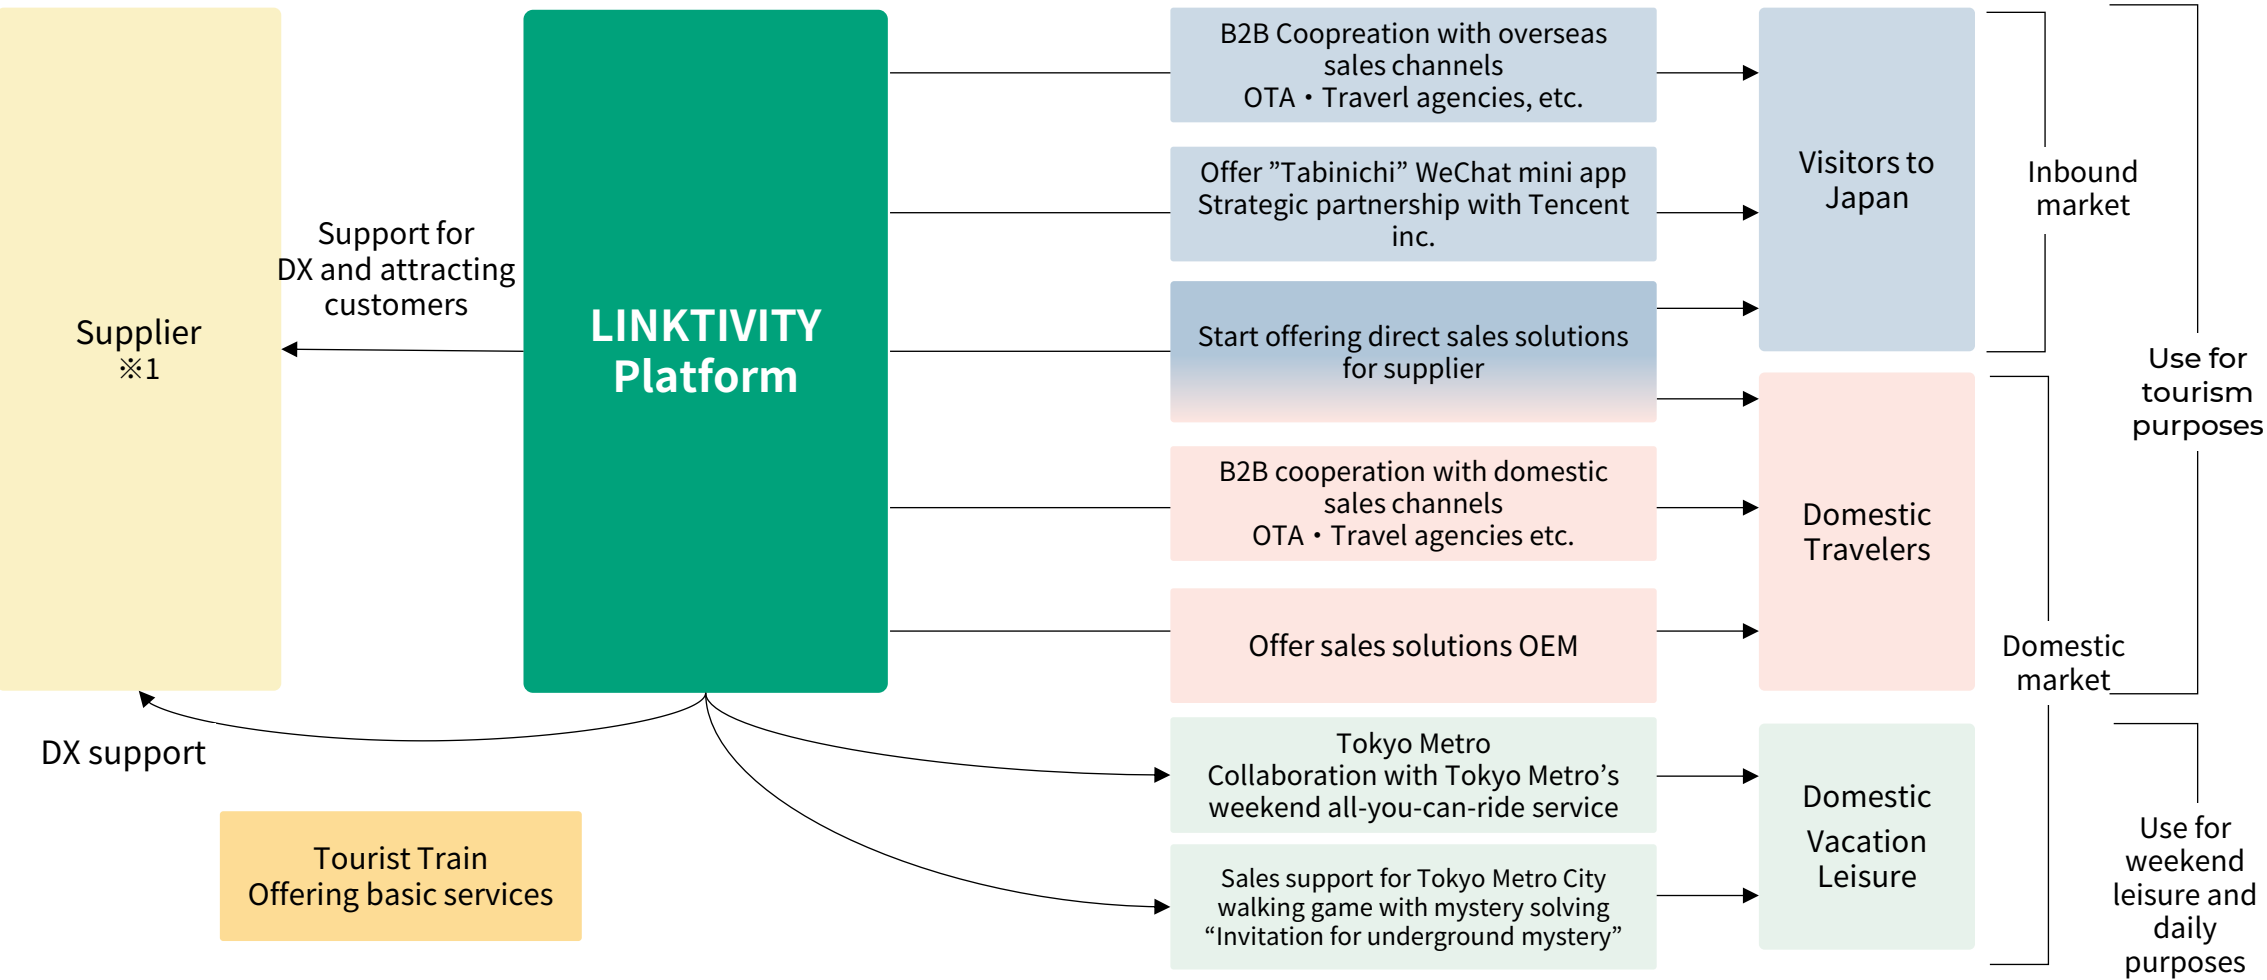 Supplier
※1
Support for
DX and attracting
customers
DX support
Tourist Train
Offering basic services
LINKTIVITY
Platform
B2B Coopreation with overseas
sales channels
OTA・Traverl agencies, etc.
Offer ”Tabinichi” WeChat mini app
Strategic partnership with Tencent
inc.
Start offering direct sales solutions
for supplier
B2B cooperation with domestic
sales channels
OTA・Travel agencies etc.
Offer sales solutions OEM
Tokyo Metro
Collaboration with Tokyo Metro’s
weekend all-you-can-ride service
Sales support for Tokyo Metro City
walking game with mystery solving
“Invitation for underground mystery”
Visitors to
Japan
Domestic
Travelers
Domestic
Vacation
Leisure
Inbound
market
Domestic
market
Use for
tourism
purposes
Use for
weekend
leisure and
daily
purposes